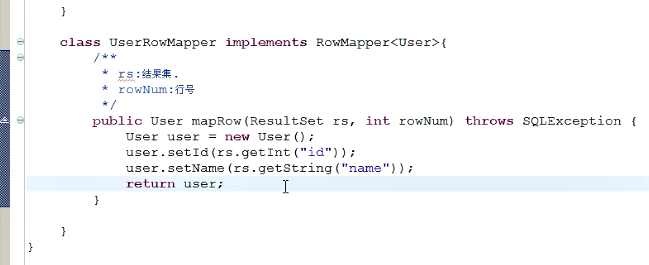 }
class UserRowMapper implements RowMapper<User>{
/**
* rs:结果集.
* rowNum:行号
*/
public User mapRow(ResultSet rs, int rowNum) throws SQLException {
User user = new User();
user.setId(rs.getInt("id"));
user.setName(rs.getString("name"));
return user;
}
}
}